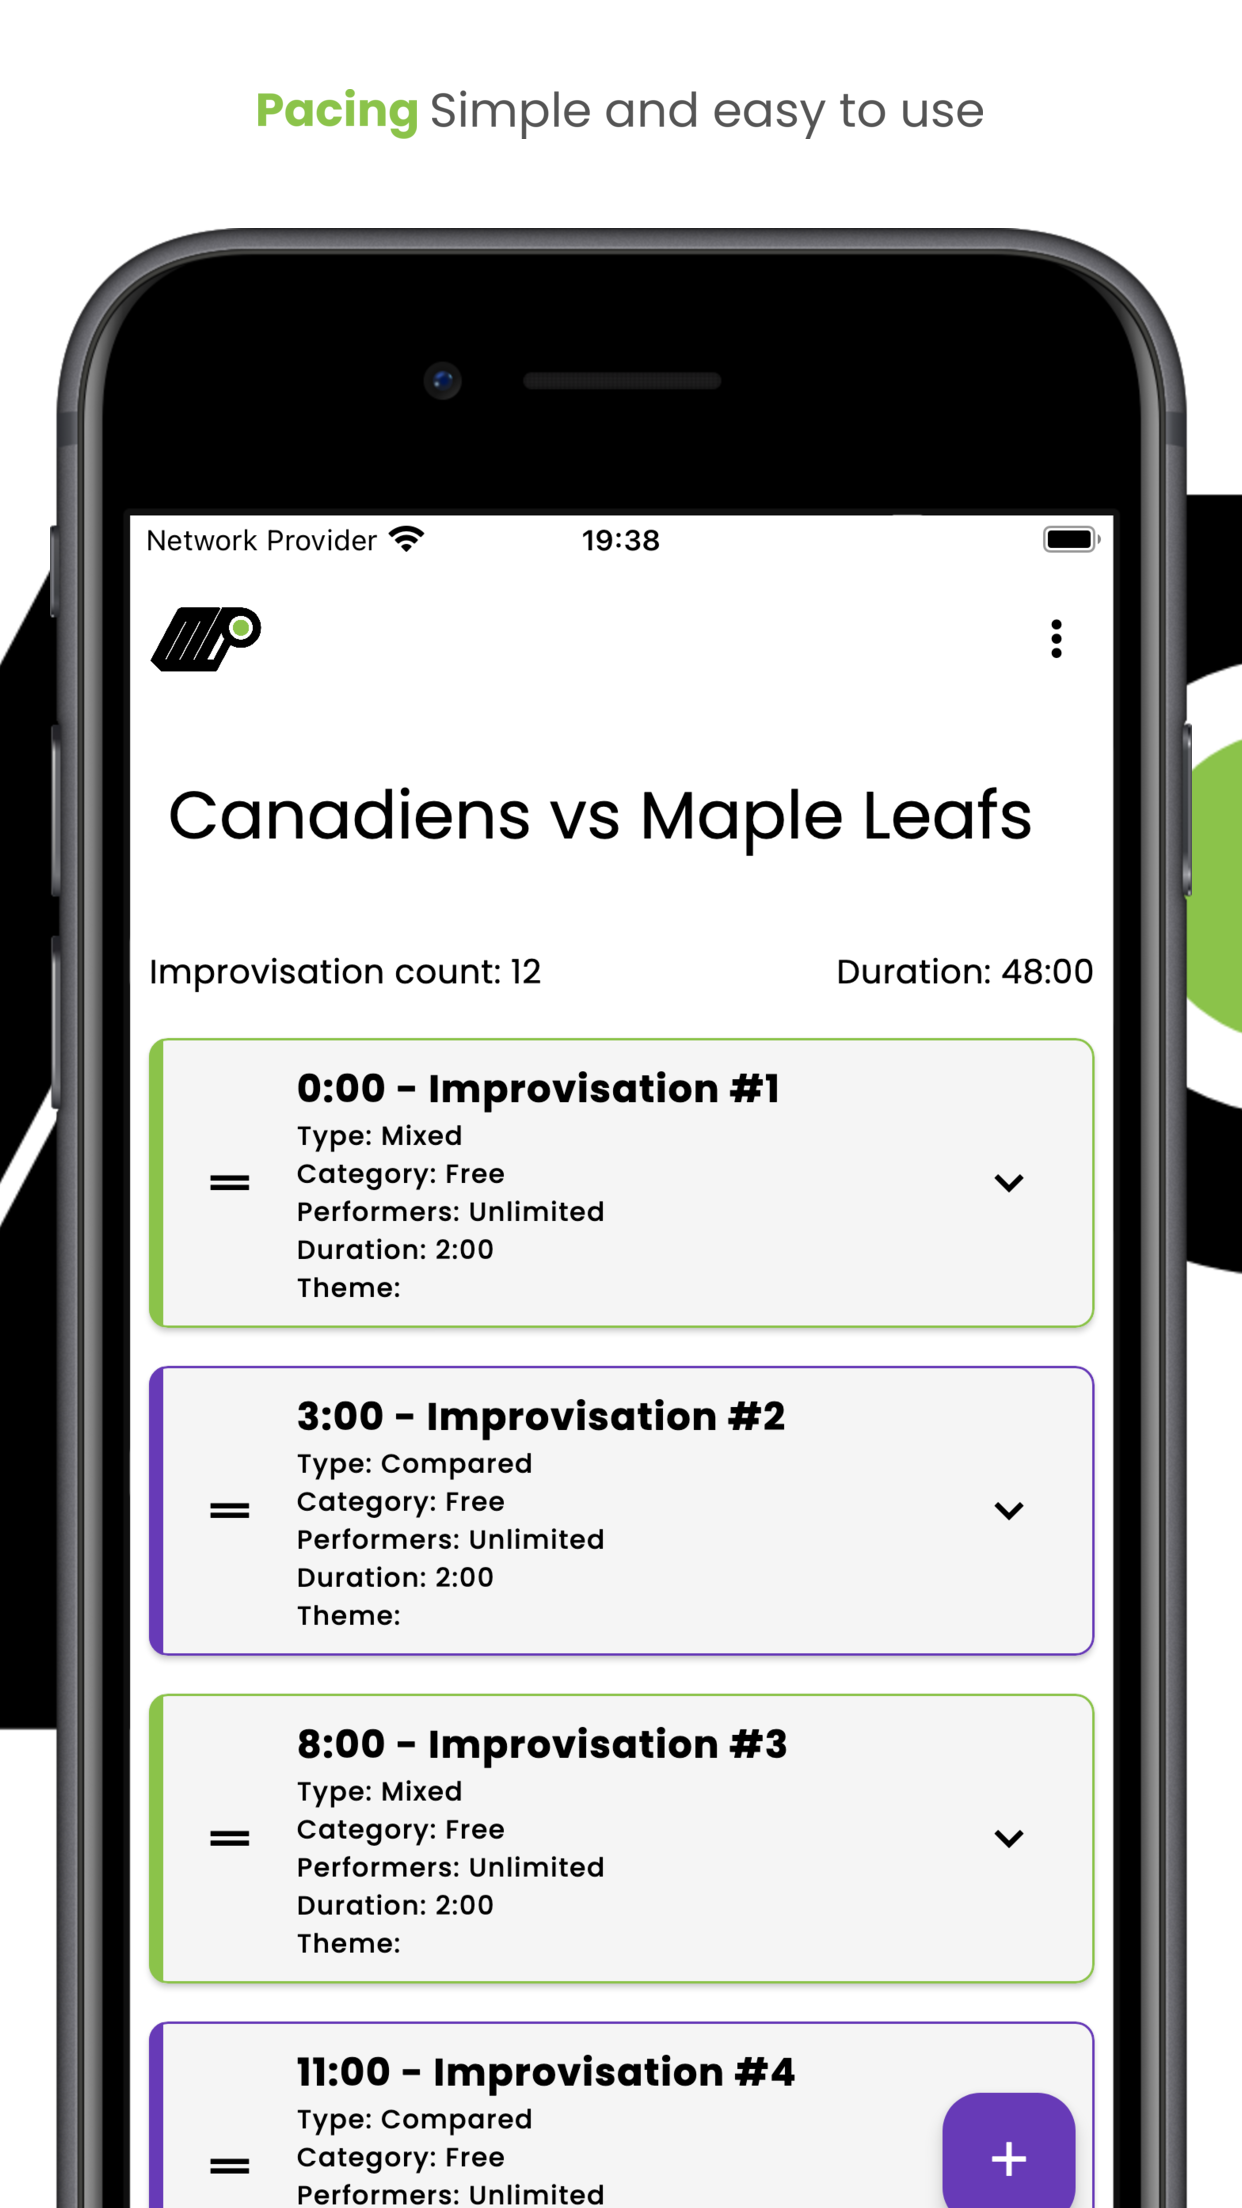 Pacing Simple and easy to use
Network Provider 19:38
Canadiens vs Maple Leafs
Improvisation count: 12 Duration: 48:00
0:00 - Improvisation #1
Type: Mixed
Category: Free
Performers: Unlimited
Duration: 2:00
Theme:
3:00 - Improvisation #2
Type: Compared
Category: Free
Performers: Unlimited
Duration: 2:00
Theme:
8:00 - Improvisation #3
Type: Mixed
Category: Free
Performers: Unlimited
Duration: 2:00
Theme:
11:00 - Improvisation #4
Type: Compared
Category: Free
Performers: Unlimited